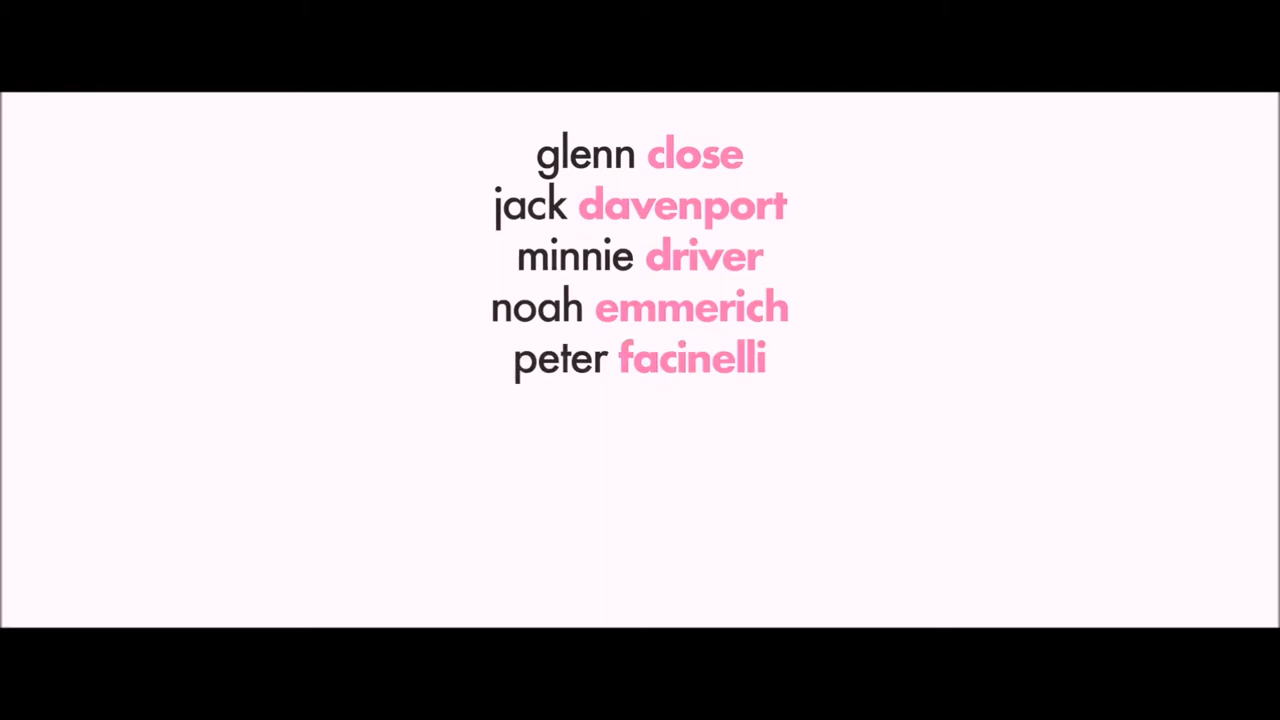 glenn close
jack davenport
minnie driver
noah emmerich
peter facinelli